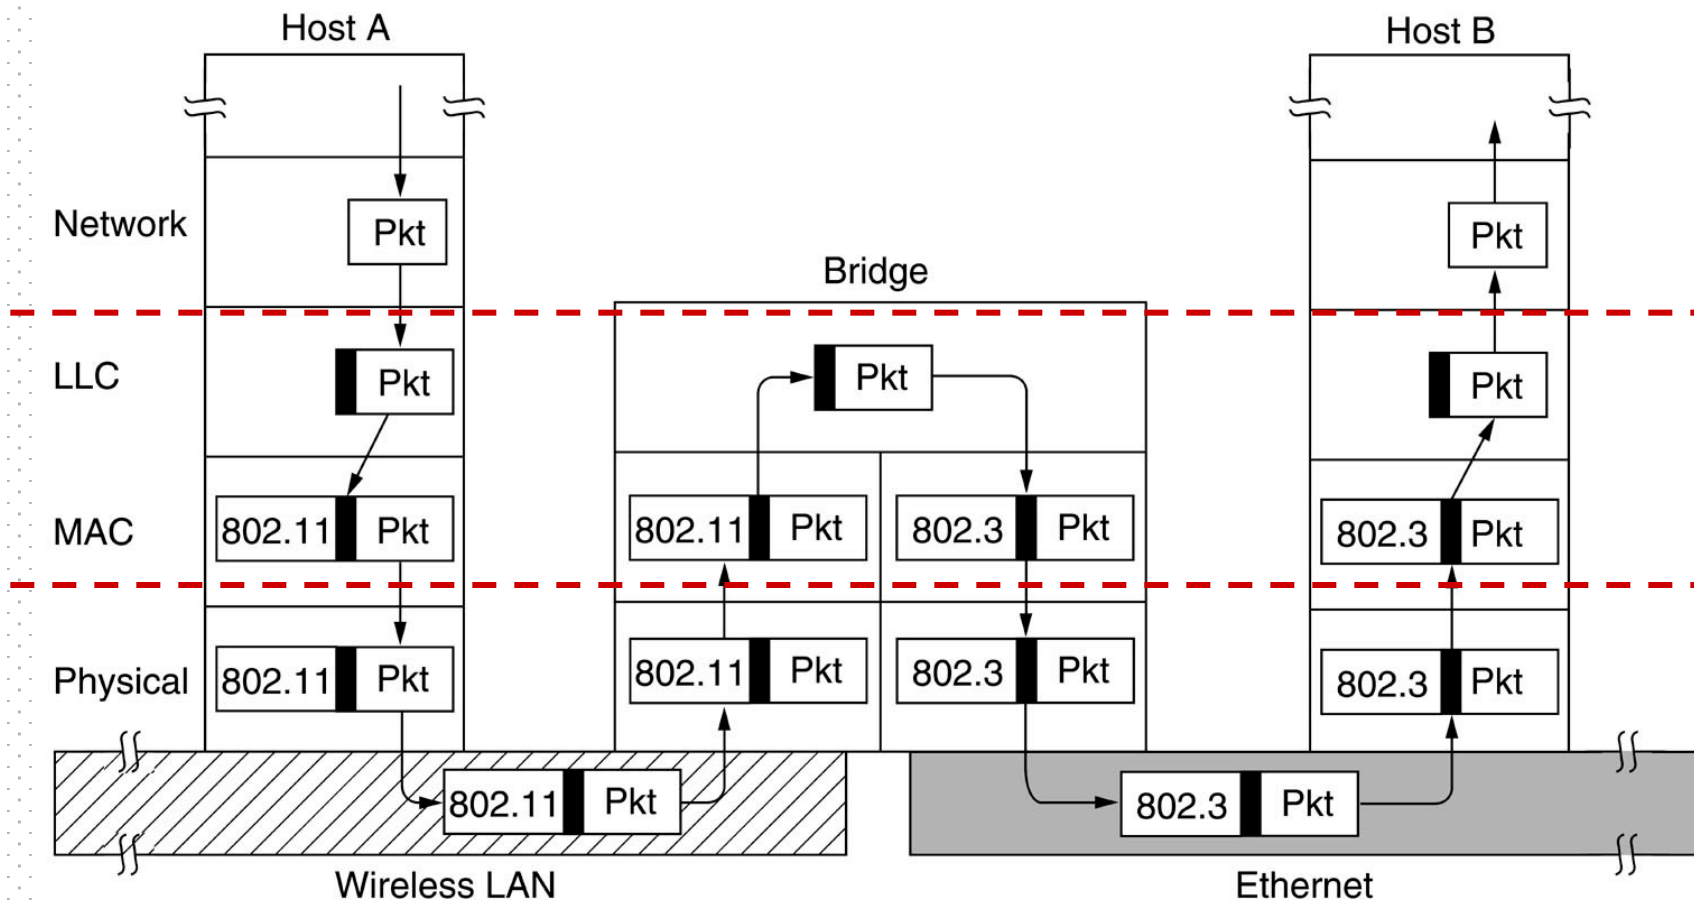 Host A
Host B
Network
Pkt
Pkt
Bridge
LLC
Pkt
Pkt
Pkt
MAC
802.11 Pkt
802.11 Pkt
802.3 Pkt
802.3 Pkt
Physical
802.11 Pkt
802.11 Pkt
802.3 Pkt
802.3 Pkt
802.11 Pkt
802.3 Pkt
Wireless LAN
Ethernet